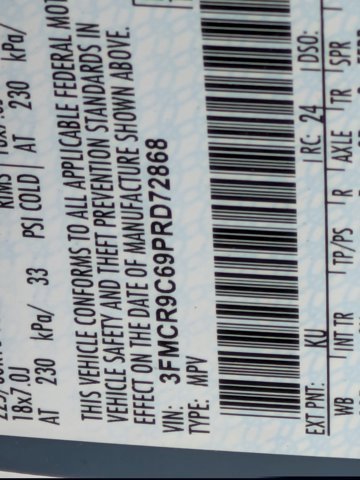 18x7.0J
AT 230 kPa/ 33 PSI COLD AT 230 kPa/
THIS VEHICLE CONFORMS TO ALL APPLICABLE FEDERAL MOT
VEHICLE SAFETY AND THEFT PREVENTION STANDARDS IN
EFFECT ON THE DATE OF MANUFACTURE SHOWN ABOVE.
VIN: 3FMCR9C69PRD72868
TYPE: MPV
EXT PNT: KU RC: 24 DSO:
WB INT TR TP/PS R AXLE TR SPR